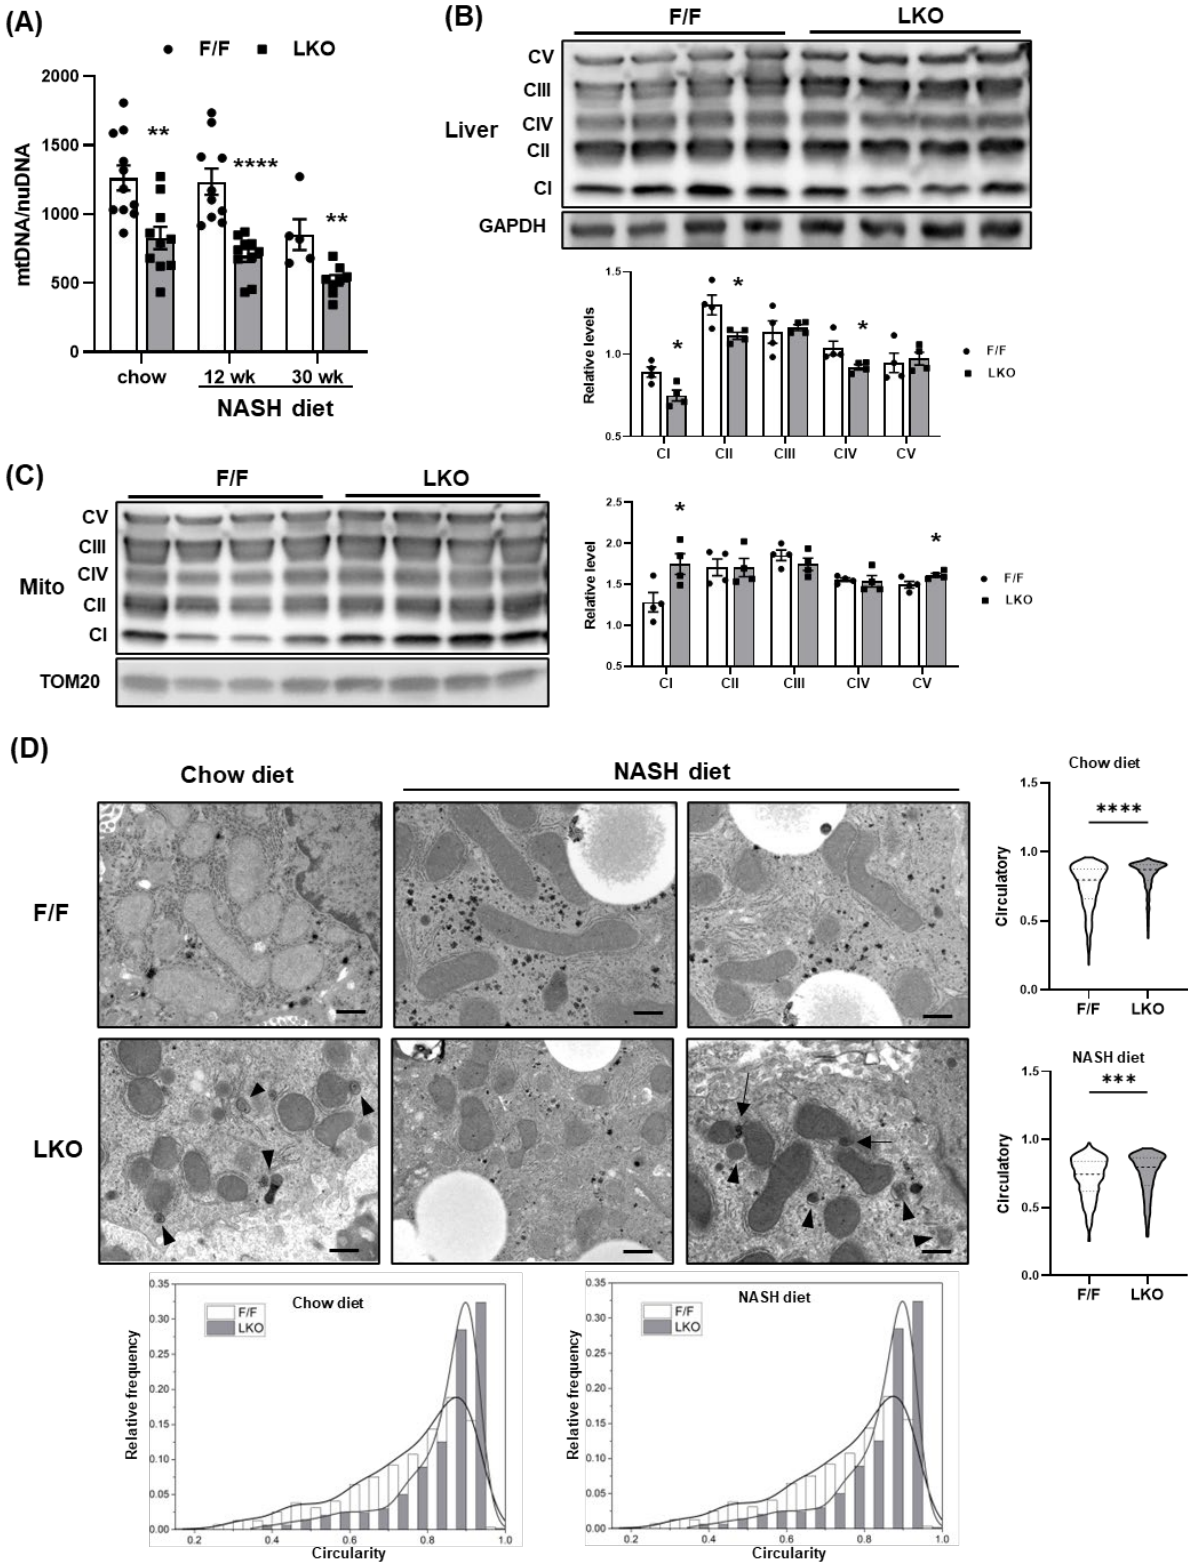 (A)
F/F LKO
mtDNA/nuDNA
2000
1500
1000
500
0
**
****
**
chow 12 wk 30 wk
NASH diet
(B)
F/F LKO
Liver
CV
CIII
CIV
CII
CI
GAPDH
Relative levels
1.5
1.0
0.5
* * *
F/F
LKO
CI CII CIII CIV CV
(C)
F/F LKO
Mito
CV
CIII
CIV
CII
CI
TOM20
Relative level
2.5
2.0
1.5
1.0
0.5
* *
F/F
LKO
CI CII CIII CIV CV
(D)
Chow diet NASH diet
F/F
LKO
Chow diet
Circulatory
1.5
1.0
0.5
0.0
****
F/F LKO
NASH diet
Circulatory
1.5
1.0
0.5
0.0
***
F/F LKO
Chow diet
F/F
LKO
Relative frequency
0.35
0.30
0.25
0.20
0.15
0.10
0.05
0.00
0.2 0.4 0.6 0.8 1.0
Circularity
NASH diet
F/F
LKO
Relative frequency
0.35
0.30
0.25
0.20
0.15
0.10
0.05
0.00
0.2 0.4 0.6 0.8 1.0
Circularity